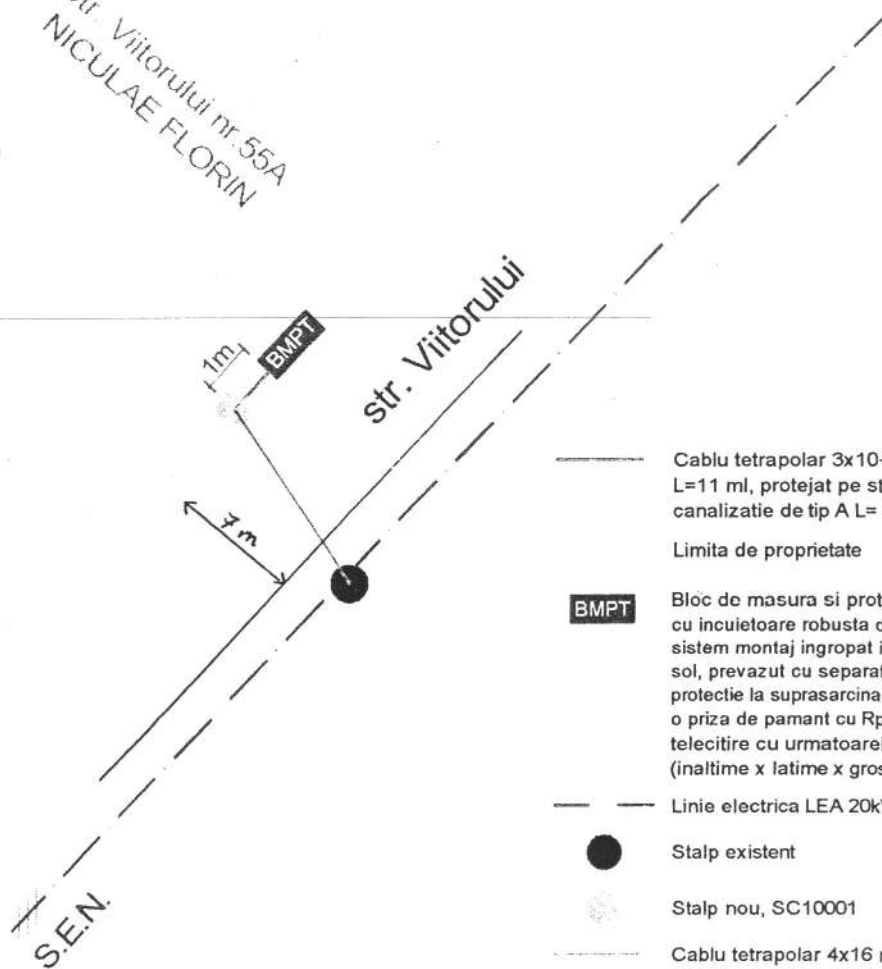 str. Viitorului nr.55A
NICULAE FLORIN
1m
BMPT
str. Viitorului
7m
S.E.N.
Cablu tetrapolar 3x10
L=11 ml, protejat pe st
canalizatie de tip A L=
Limita de proprietate
BMPT
Bloc de masura si prot
cu incuietoare robusta
sistem montaj ingropat
sol, prevazut cu separa
protectie la suprasarcina
o priza de pamant cu Rp
telecitire cu urmatoare
(inaltime x latime x gros
Linie electrica LEA 20k
Stalp existent
Stalp nou, SC10001
Cablu tetrapolar 4x16